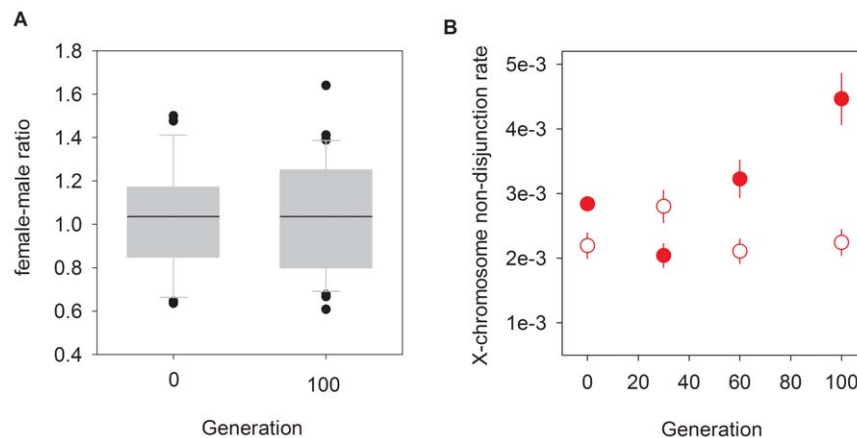 A
female-male ratio
1.8
1.6
1.4
1.2
1.0
0.8
0.6
0.4
0
100
Generation
B
X-chromosome non-disjunction rate
5e-3
4e-3
3e-3
2e-3
1e-3
0 20 40 60 80 100
Generation